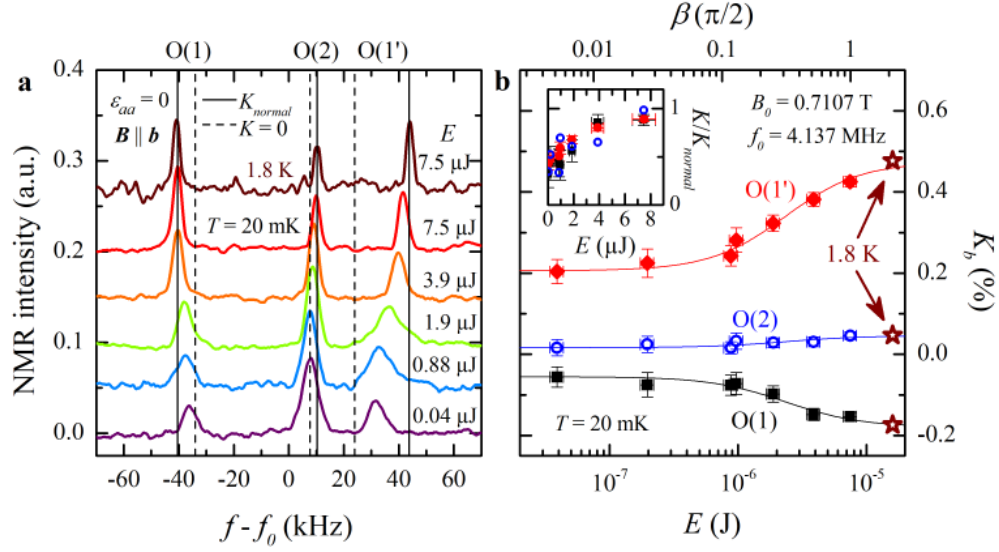 a
O(1) O(2) O(1')
ε_aa = 0
B ∥ b
K_normal
K = 0
E
1.8 K
7.5 μJ
T = 20 mK
7.5 μJ
3.9 μJ
1.9 μJ
0.88 μJ
0.04 μJ
0.4
0.3
0.2
0.1
0.0
NMR intensity (a.u.)
-60 -40 -20 0 20 40 60
f - f_0 (kHz)
b
β (π/2)
0.01 0.1 1
B_0 = 0.7107 T
f_0 = 4.137 MHz
1
0
K/K_normal
0 2 4 6 8
E (μJ)
O(1')
1.8 K
O(2)
O(1)
T = 20 mK
0.6
0.4
0.2
0.0
-0.2
K_b (%)
10^-7 10^-6 10^-5
E (J)